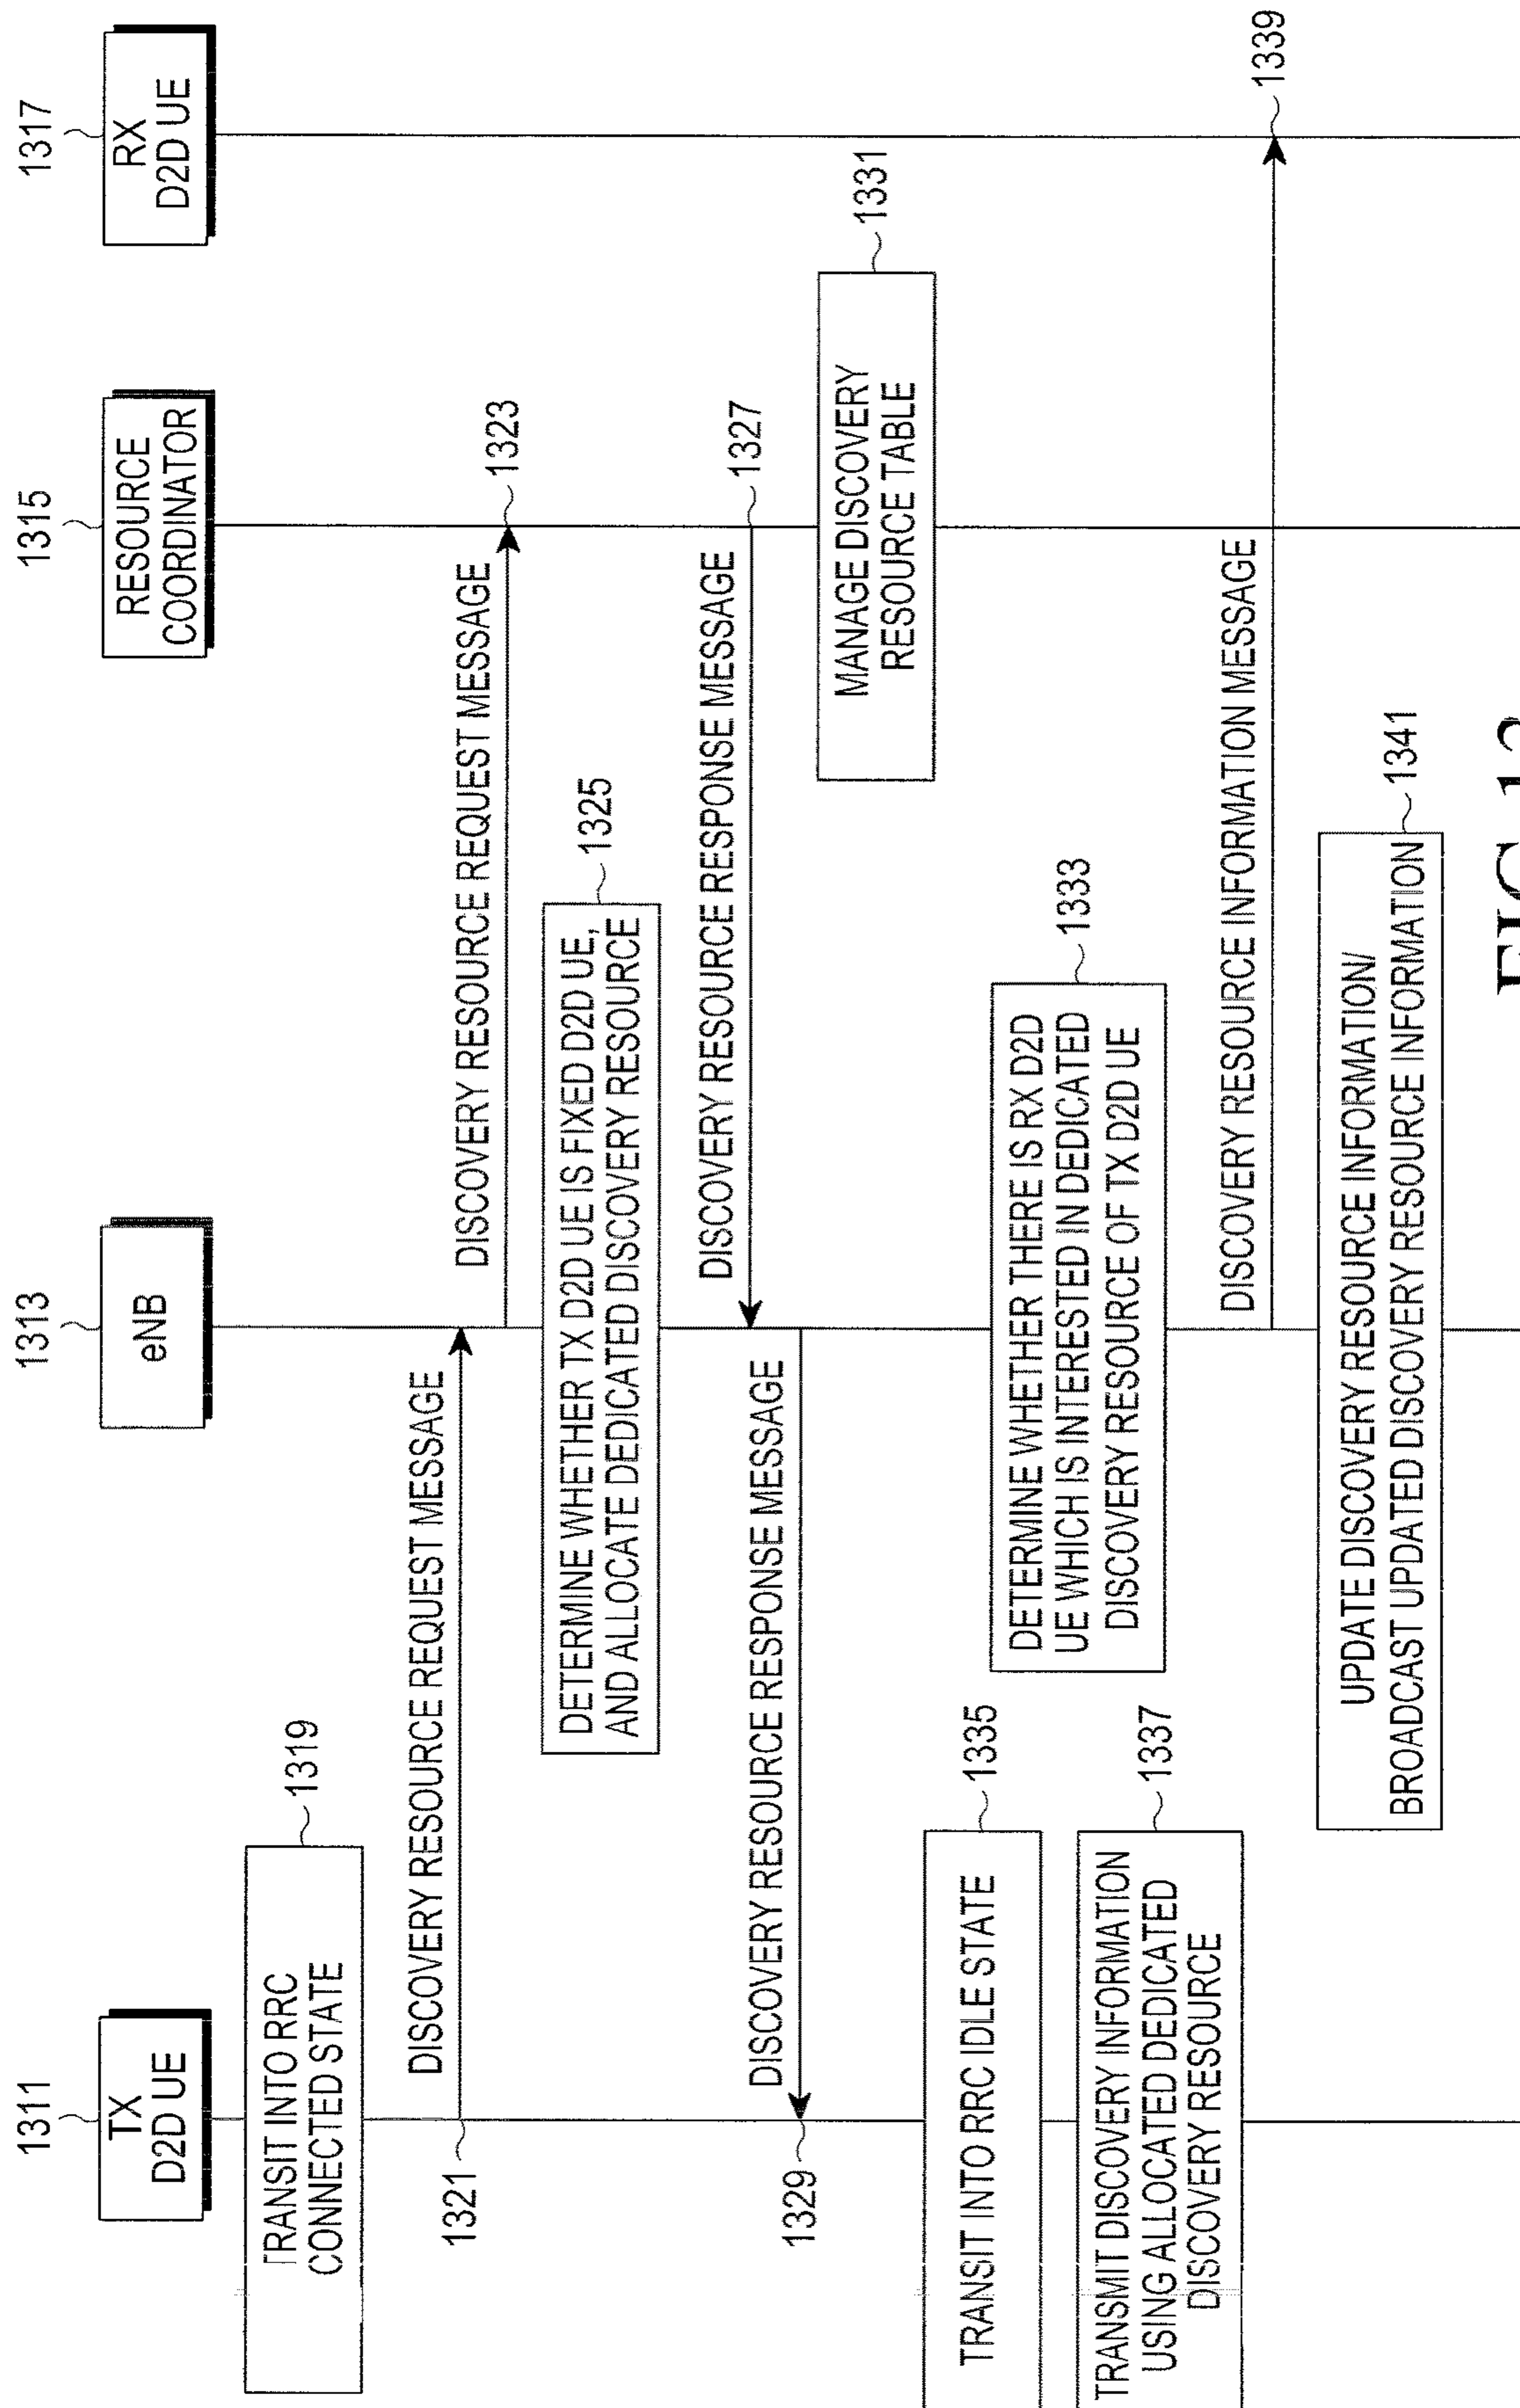 1311
TX
D2D UE
1313
eNB
1315
RESOURCE
COORDINATOR
1317
RX
D2D UE
TRANSIT INTO RRC
CONNECTED STATE
1319
DISCOVERY RESOURCE REQUEST MESSAGE
1321
DISCOVERY RESOURCE REQUEST MESSAGE
1323
DETERMINE WHETHER TX D2D UE IS FIXED D2D UE,
AND ALLOCATE DEDICATED DISCOVERY RESOURCE
1325
DISCOVERY RESOURCE RESPONSE MESSAGE
1327
DISCOVERY RESOURCE RESPONSE MESSAGE
1329
MANAGE DISCOVERY
RESOURCE TABLE
1331
TRANSIT INTO RRC IDLE STATE
1335
DETERMINE WHETHER THERE IS RX D2D
UE WHICH IS INTERESTED IN DEDICATED
DISCOVERY RESOURCE OF TX D2D UE
1333
TRANSMIT DISCOVERY INFORMATION
USING ALLOCATED DEDICATED
DISCOVERY RESOURCE
1337
DISCOVERY RESOURCE INFORMATION MESSAGE
1339
UPDATE DISCOVERY RESOURCE INFORMATION/
BROADCAST UPDATED DISCOVERY RESOURCE INFORMATION
1341